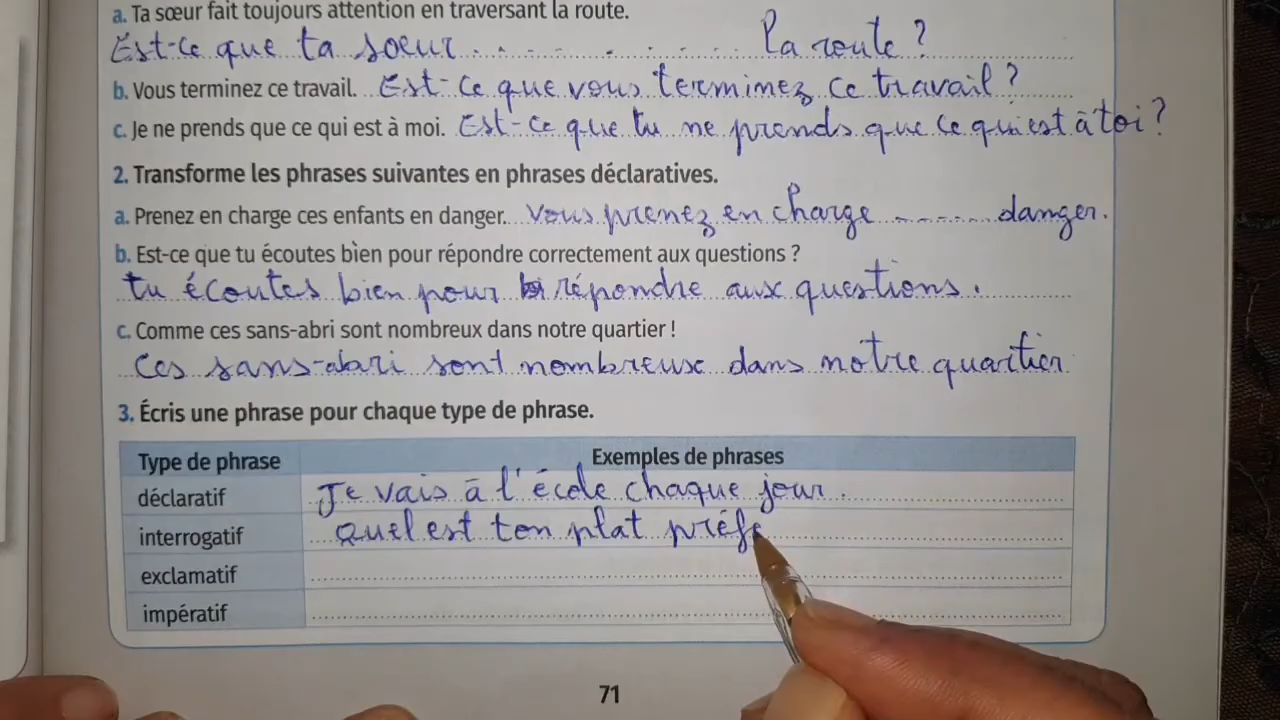 a. Ta sœur fait toujours attention en traversant la route.
Est-ce que ta soeur ........... la route ?
b. Vous terminez ce travail. Est-ce que vous terminez ce travail ?
c. Je ne prends que ce qui est à moi. Est-ce que tu ne prends que ce qui est à toi ?
2. Transforme les phrases suivantes en phrases déclaratives.
a. Prenez en charge ces enfants en danger. Vous prenez en charge ....... danger.
b. Est-ce que tu écoutes bien pour répondre correctement aux questions ?
tu écoutes bien pour répondre aux questions.
c. Comme ces sans-abri sont nombreux dans notre quartier !
Ces sans-abri sont nombreux dans notre quartier
3. Écris une phrase pour chaque type de phrase.
Type de phrase Exemples de phrases
déclaratif Je vais à l'école chaque jour.
interrogatif Quel est ton plat préfe
exclamatif
impératif
71